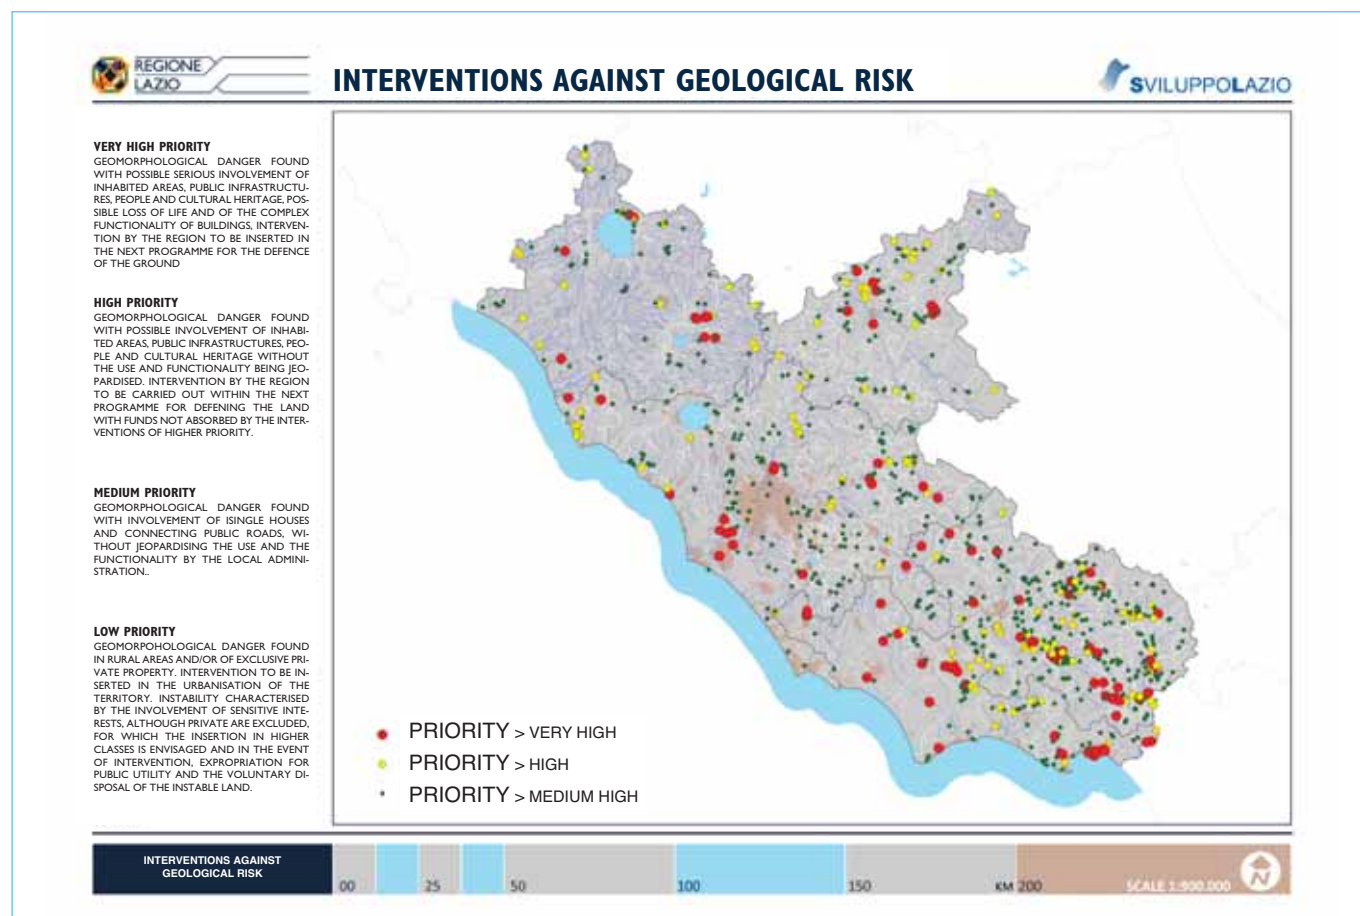 REGIONE
LAZIO
INTERVENTIONS AGAINST GEOLOGICAL RISK
SVILUPPOLAZIO
VERY HIGH PRIORITY
GEOMORPHOLOGICAL DANGER FOUND
WITH POSSIBLE SERIOUS INVOLVEMENT OF
INHABITED AREAS, PUBLIC INFRASTRUCTU-
RES, PEOPLE AND CULTURAL HERITAGE, POS-
SIBLE LOSS OF LIFE AND OF THE COMPLEX
FUNCTIONALITY OF BUILDINGS, INTERVEN-
TION BY THE REGION TO BE INSERTED IN
THE NEXT PROGRAMME FOR THE DEFENCE
OF THE GROUND
HIGH PRIORITY
GEOMORPHOLOGICAL DANGER FOUND
WITH POSSIBLE INVOLVEMENT OF INHABI-
TED AREAS, PUBLIC INFRASTRUCTURES, PEO-
PLE AND CULTURAL HERITAGE WITHOUT
THE USE AND FUNCTIONALITY BEING JEO-
PARDISED. INTERVENTION BY THE REGION
TO BE CARRIED OUT WITHIN THE NEXT
PROGRAMME FOR DEFENING THE LAND
WITH FUNDS NOT ABSORBED BY THE INTER-
VENTIONS OF HIGHER PRIORITY.
MEDIUM PRIORITY
GEOMORPHOLOGICAL DANGER FOUND
WITH INVOLVEMENT OF ISINGLE HOUSES
AND CONNECTING PUBLIC ROADS, WI-
THOUT JEOPARDISING THE USE AND THE
FUNCTIONALITY BY THE LOCAL ADMINI-
STRATION..
LOW PRIORITY
GEOMORPOHOLOGICAL DANGER FOUND
IN RURAL AREAS AND/OR OF EXCLUSIVE PRI-
VATE PROPERTY. INTERVENTION TO BE IN-
SERTED IN THE URBANISATION OF THE
TERRITORY. INSTABILITY CHARACTERISED
BY THE INVOLVEMENT OF SENSITIVE INTE-
RESTS, ALTHOUGH PRIVATE ARE EXCLUDED,
FOR WHICH THE INSERTION IN HIGHER
CLASSES IS ENVISAGED AND IN THE EVENT
OF INTERVENTION, EXPROPRIATION FOR
PUBLIC UTILITY AND THE VOLUNTARY DI-
SPOSAL OF THE INSTABLE LAND.
PRIORITY > VERY HIGH
PRIORITY > HIGH
PRIORITY > MEDIUM HIGH
INTERVENTIONS AGAINST
GEOLOGICAL RISK
00 25 50 100 150 KM 200 SCALE 1:900.000 N